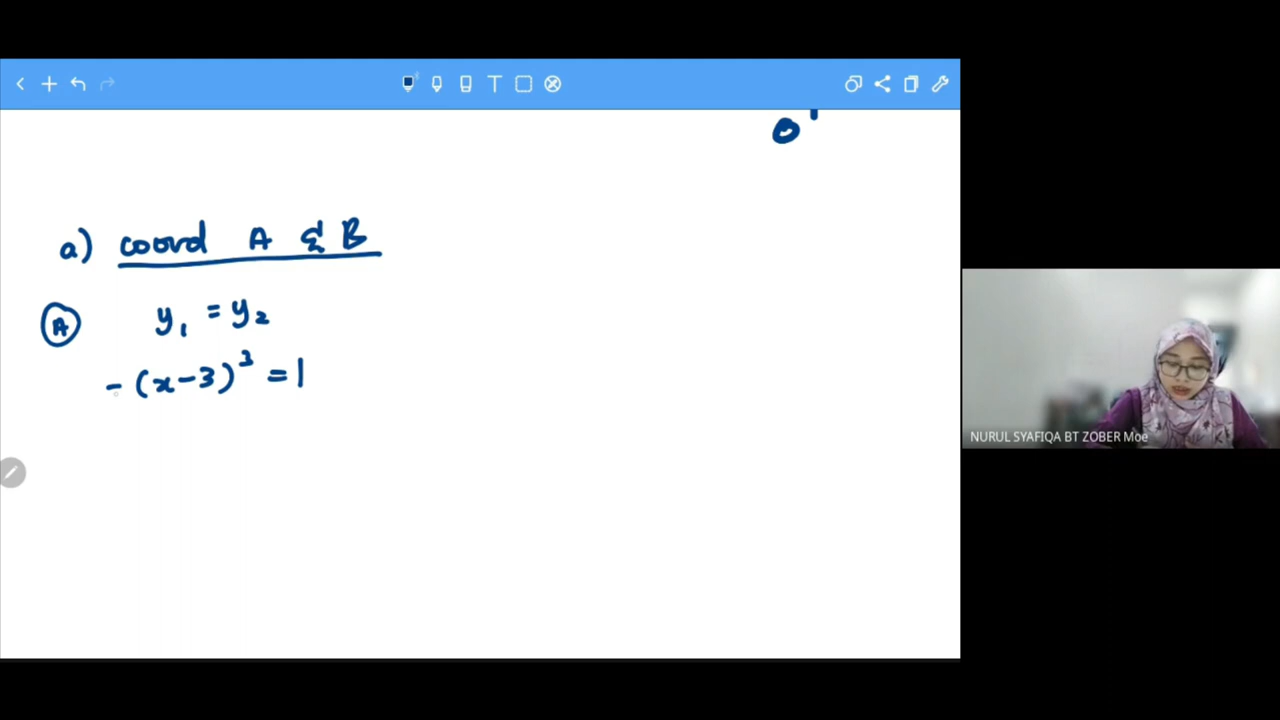 a) coord A & B
A y₁ = y₂
-(x-3)³ = 1
NURUL SYAFIQA BT ZOBER Moe